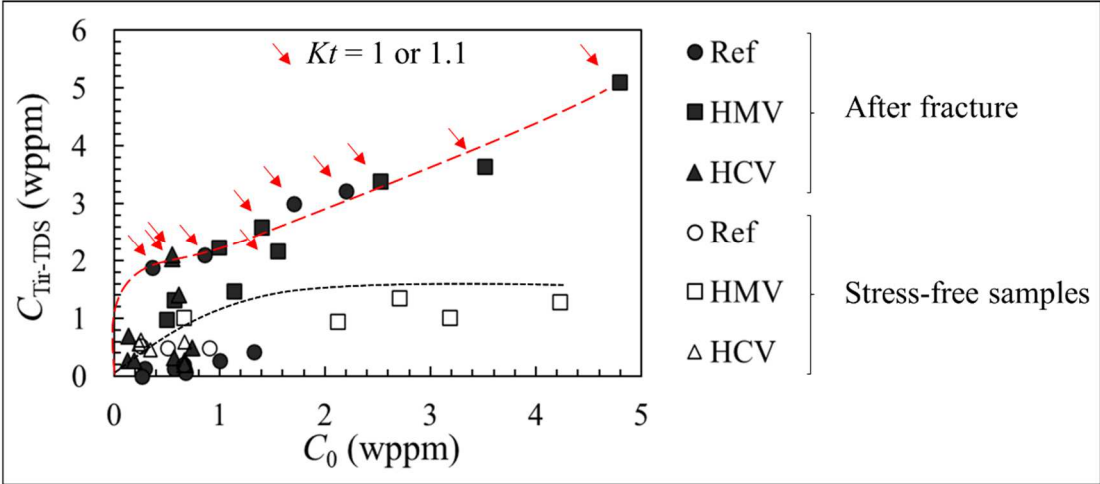 6
5
4
3
2
1
0
C_Tir-TDS (wppm)
Kt = 1 or 1.1
0 1 2 3 4 5
C₀ (wppm)
Ref
HMV
HCV
After fracture
Ref
HMV
HCV
Stress-free samples